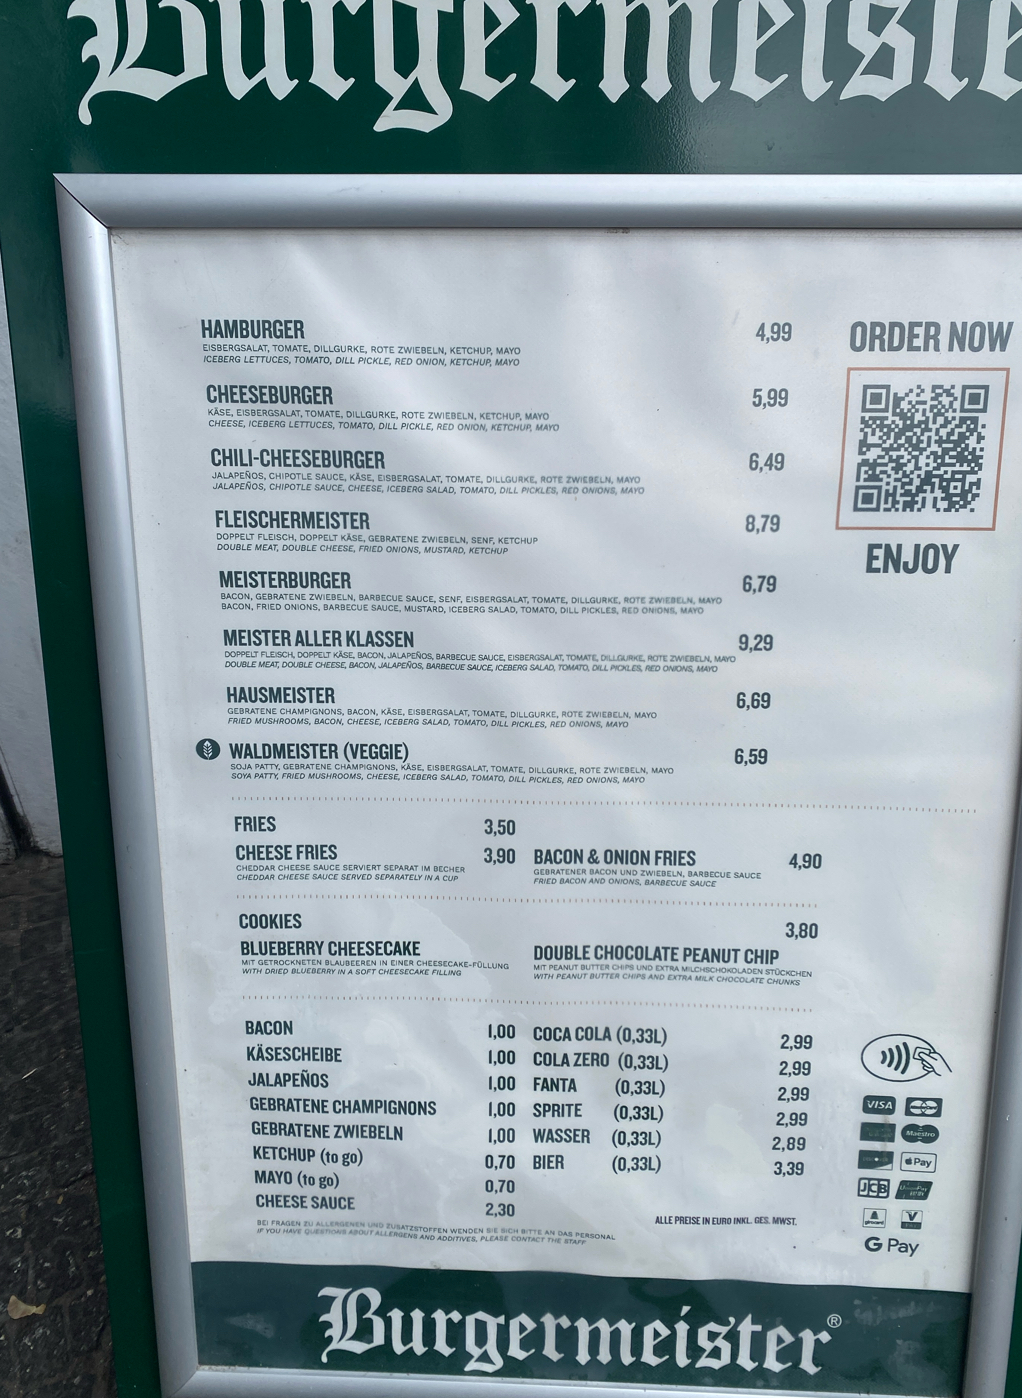 Burgermeiste
HAMBURGER 4,99
EISBERGSALAT, TOMATE, DILLGURKE, ROTE ZWIEBELN, KETCHUP, MAYO
ICEBERG LETTUCES, TOMATO, DILL PICKLE, RED ONION, KETCHUP, MAYO
CHEESEBURGER 5,99
KÄSE, EISBERGSALAT, TOMATE, DILLGURKE, ROTE ZWIEBELN, KETCHUP, MAYO
CHEESE, ICEBERG LETTUCES, TOMATO, DILL PICKLE, RED ONION, KETCHUP, MAYO
CHILI-CHEESEBURGER 6,49
JALAPEÑOS, CHIPOTLE SAUCE, KÄSE, EISBERGSALAT, TOMATE, DILLGURKE, ROTE ZWIEBELN, MAYO
JALAPEÑOS, CHIPOTLE SAUCE, CHEESE, ICEBERG SALAD, TOMATO, DILL PICKLES, RED ONIONS, MAYO
FLEISCHERMEISTER 8,79
DOPPELT FLEISCH, DOPPELT KÄSE, GEBRATENE ZWIEBELN, SENF, KETCHUP
DOUBLE MEAT, DOUBLE CHEESE, FRIED ONIONS, MUSTARD, KETCHUP
MEISTERBURGER 6,79
BACON, GEBRATENE ZWIEBELN, BARBECUE SAUCE, SENF, EISBERGSALAT, TOMATE, DILLGURKE, ROTE ZWIEBELN, MAYO
BACON, FRIED ONIONS, BARBECUE SAUCE, MUSTARD, ICEBERG SALAD, TOMATO, DILL PICKLES, RED ONIONS, MAYO
MEISTER ALLER KLASSEN 9,29
DOPPELT FLEISCH, DOPPELT KÄSE, BACON, JALAPEÑOS, BARBECUE SAUCE, EISBERGSALAT, TOMATE, DILLGURKE, ROTE ZWIEBELN, MAYO
DOUBLE MEAT, DOUBLE CHEESE, BACON, JALAPEÑOS, BARBECUE SAUCE, ICEBERG SALAD, TOMATO, DILL PICKLES, RED ONIONS, MAYO
HAUSMEISTER 6,69
GEBRATENE CHAMPIGNONS, BACON, KÄSE, EISBERGSALAT, TOMATE, DILLGURKE, ROTE ZWIEBELN, MAYO
FRIED MUSHROOMS, BACON, CHEESE, ICEBERG SALAD, TOMATO, DILL PICKLES, RED ONIONS, MAYO
WALDMEISTER (VEGGIE) 6,59
SOJA PATTY, GEBRATENE CHAMPIGNONS, KÄSE, EISBERGSALAT, TOMATE, DILLGURKE, ROTE ZWIEBELN, MAYO
SOYA PATTY, FRIED MUSHROOMS, CHEESE, ICEBERG SALAD, TOMATO, DILL PICKLES, RED ONIONS, MAYO
ORDER NOW
ENJOY
FRIES 3,50
CHEESE FRIES 3,90
CHEDDAR CHEESE SAUCE SERVIERT SEPARAT IM BECHER
CHEDDAR CHEESE SAUCE SERVED SEPARATELY IN A CUP
BACON & ONION FRIES 4,90
GEBRATENER BACON UND ZWIEBELN, BARBECUE SAUCE
FRIED BACON AND ONIONS, BARBECUE SAUCE
COOKIES 3,80
BLUEBERRY CHEESECAKE
MIT GETROCKNETEN BLAUBEEREN IN EINER CHEESECAKE-FÜLLUNG
WITH DRIED BLUEBERRY IN A SOFT CHEESECAKE FILLING
DOUBLE CHOCOLATE PEANUT CHIP
MIT PEANUT BUTTER CHIPS UND EXTRA MILCHSCHOKOLADEN STÜCKCHEN
WITH PEANUT BUTTER CHIPS AND EXTRA MILK CHOCOLATE CHUNKS
BACON 1,00
KÄSESCHEIBE 1,00
JALAPEÑOS 1,00
GEBRATENE CHAMPIGNONS 1,00
GEBRATENE ZWIEBELN 1,00
KETCHUP (to go) 0,70
MAYO (to go) 0,70
CHEESE SAUCE 2,30
COCA COLA (0,33L) 2,99
COLA ZERO (0,33L) 2,99
FANTA (0,33L) 2,99
SPRITE (0,33L) 2,99
WASSER (0,33L) 2,89
BIER (0,33L) 3,39
BEI FRAGEN ZU ALLERGENEN UND ZUSATZSTOFFEN WENDEN SIE SICH BITTE AN DAS PERSONAL
IF YOU HAVE QUESTIONS ABOUT ALLERGENS AND ADDITIVES, PLEASE CONTACT THE STAFF
ALLE PREISE IN EURO INKL. GES. MWST.
VISA
Maestro
Pay
JCB
girocard
V
G Pay
Burgermeister®